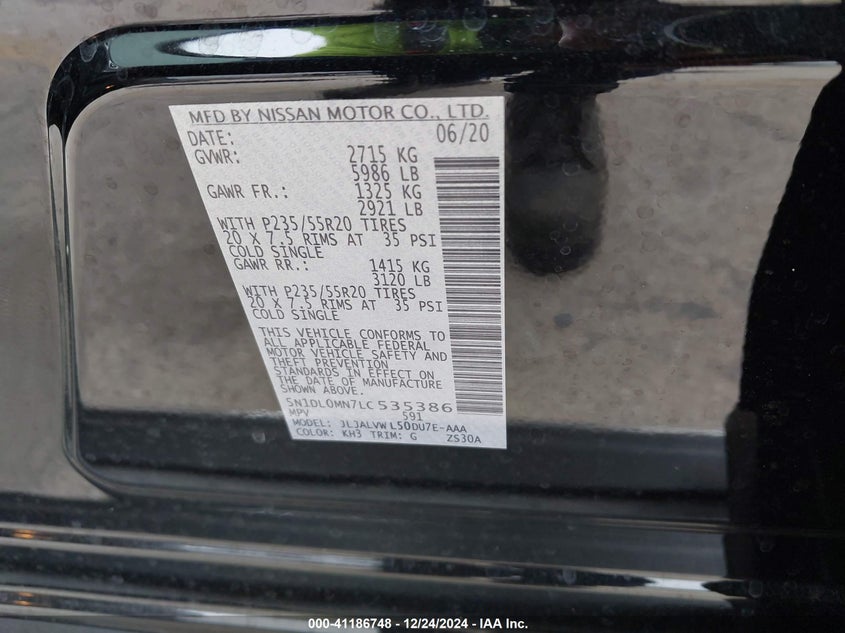 MFD BY NISSAN MOTOR CO., LTD.
DATE: 06/20
GVWR: 2715 KG
5986 LB
GAWR FR.: 1325 KG
2921 LB
WITH P235/55R20 TIRES
20 X 7.5 RIMS AT 35 PSI
COLD SINGLE
GAWR RR.: 1415 KG
3120 LB
WITH P235/55R20 TIRES
20 X 7.5 RIMS AT 35 PSI
COLD SINGLE
THIS VEHICLE CONFORMS TO
ALL APPLICABLE FEDERAL
MOTOR VEHICLE SAFETY AND
THEFT PREVENTION
STANDARDS IN EFFECT ON
THE DATE OF MANUFACTURE
SHOWN ABOVE.
5N1DL0MN7LC535386
MPV 591
MODEL: JLJALVWL50DU7E-AAA
COLOR: KH3 TRIM: G ZS30A
000-41186748 - 12/24/2024 - IAA Inc.